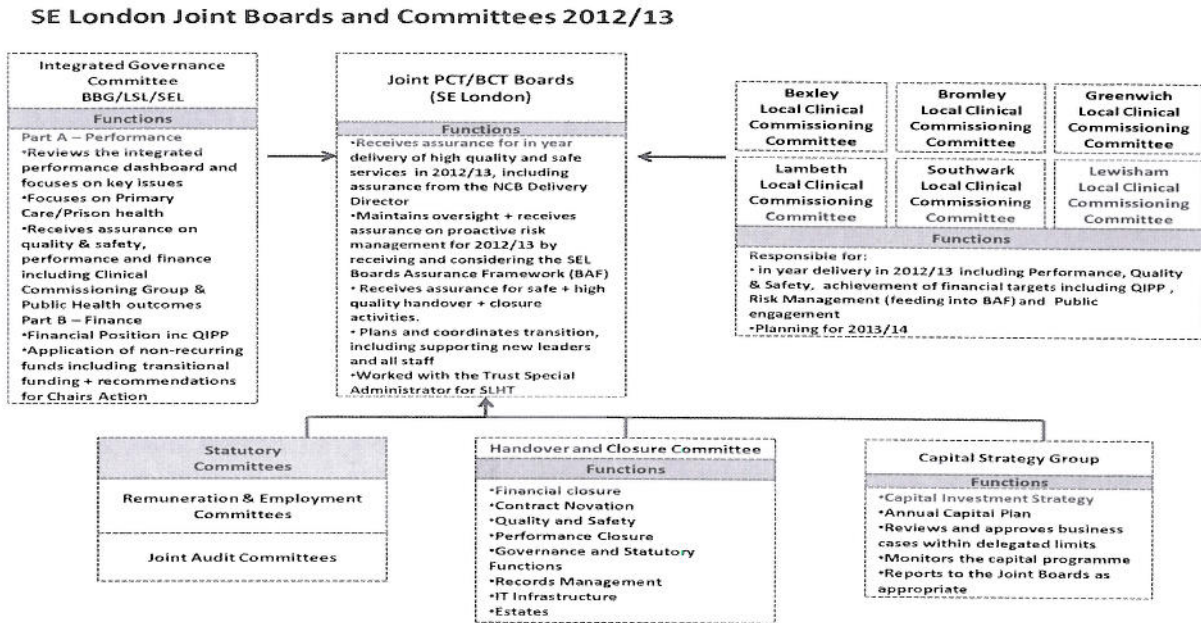 SE London Joint Boards and Committees 2012/13
Integrated Governance
Committee
BBG/LSL/SEL
Functions
Part A – Performance
•Reviews the integrated
performance dashboard and
focuses on key issues
•Focuses on Primary
Care/Prison health
•Receives assurance on
quality & safety,
performance and finance
including Clinical
Commissioning Group &
Public Health outcomes
Part B – Finance
•Financial Position inc QIPP
•Application of non-recurring
funds including transitional
funding + recommendations
for Chairs Action
Joint PCT/BCT Boards
(SE London)
Functions
•Receives assurance for in year
delivery of high quality and safe
services in 2012/13, including
assurance from the NCB Delivery
Director
•Maintains oversight + receives
assurance on proactive risk
management for 2012/13 by
receiving and considering the SEL
Boards Assurance Framework (BAF)
• Receives assurance for safe + high
quality handover + closure
activities.
• Plans and coordinates transition,
including supporting new leaders
and all staff
•Worked with the Trust Special
Administrator for SLHT
Bexley
Local Clinical
Commissioning
Committee
Bromley
Local Clinical
Commissioning
Committee
Greenwich
Local Clinical
Commissioning
Committee
Lambeth
Local Clinical
Commissioning
Committee
Southwark
Local Clinical
Commissioning
Committee
Lewisham
Local Clinical
Commissioning
Committee
Functions
Responsible for:
• in year delivery in 2012/13 including Performance, Quality
& Safety, achievement of financial targets including QIPP ,
Risk Management (feeding into BAF) and Public
engagement
•Planning for 2013/14
Statutory
Committees
Remuneration & Employment
Committees
Joint Audit Committees
Handover and Closure Committee
Functions
•Financial closure
•Contract Novation
•Quality and Safety
•Performance Closure
•Governance and Statutory
Functions
•Records Management
•IT Infrastructure
•Estates
Capital Strategy Group
Functions
•Capital Investment Strategy
•Annual Capital Plan
•Reviews and approves business
cases within delegated limits
•Monitors the capital programme
•Reports to the Joint Boards as
appropriate